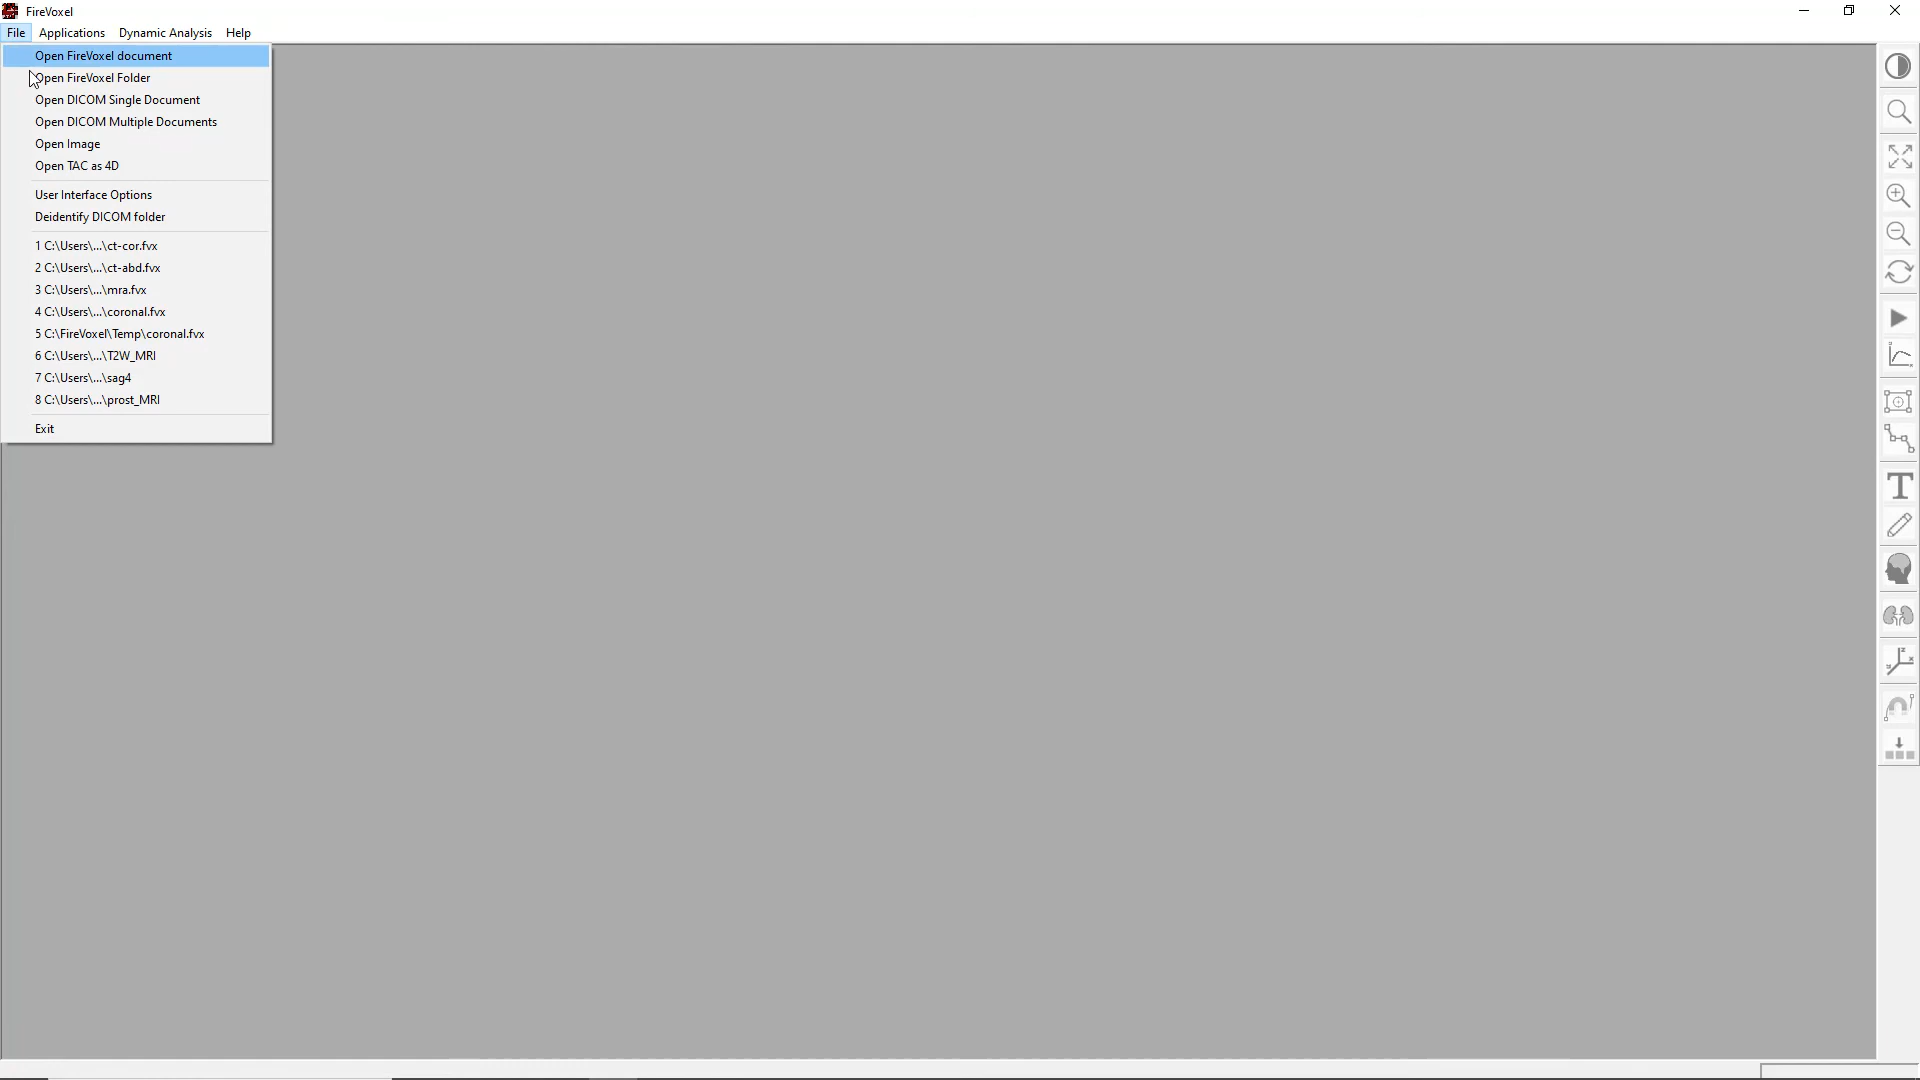 FireVoxel
File Applications Dynamic Analysis Help
Open FireVoxel document
Open FireVoxel Folder
Open DICOM Single Document
Open DICOM Multiple Documents
Open Image
Open TAC as 4D
User Interface Options
Deidentify DICOM folder
1 C:\Users\...\ct-cor.fvx
2 C:\Users\...\ct-abd.fvx
3 C:\Users\...\mra.fvx
4 C:\Users\...\coronal.fvx
5 C:\FireVoxel\Temp\coronal.fvx
6 C:\Users\...\T2W_MRI
7 C:\Users\...\sag4
8 C:\Users\...\prost_MRI
Exit
T